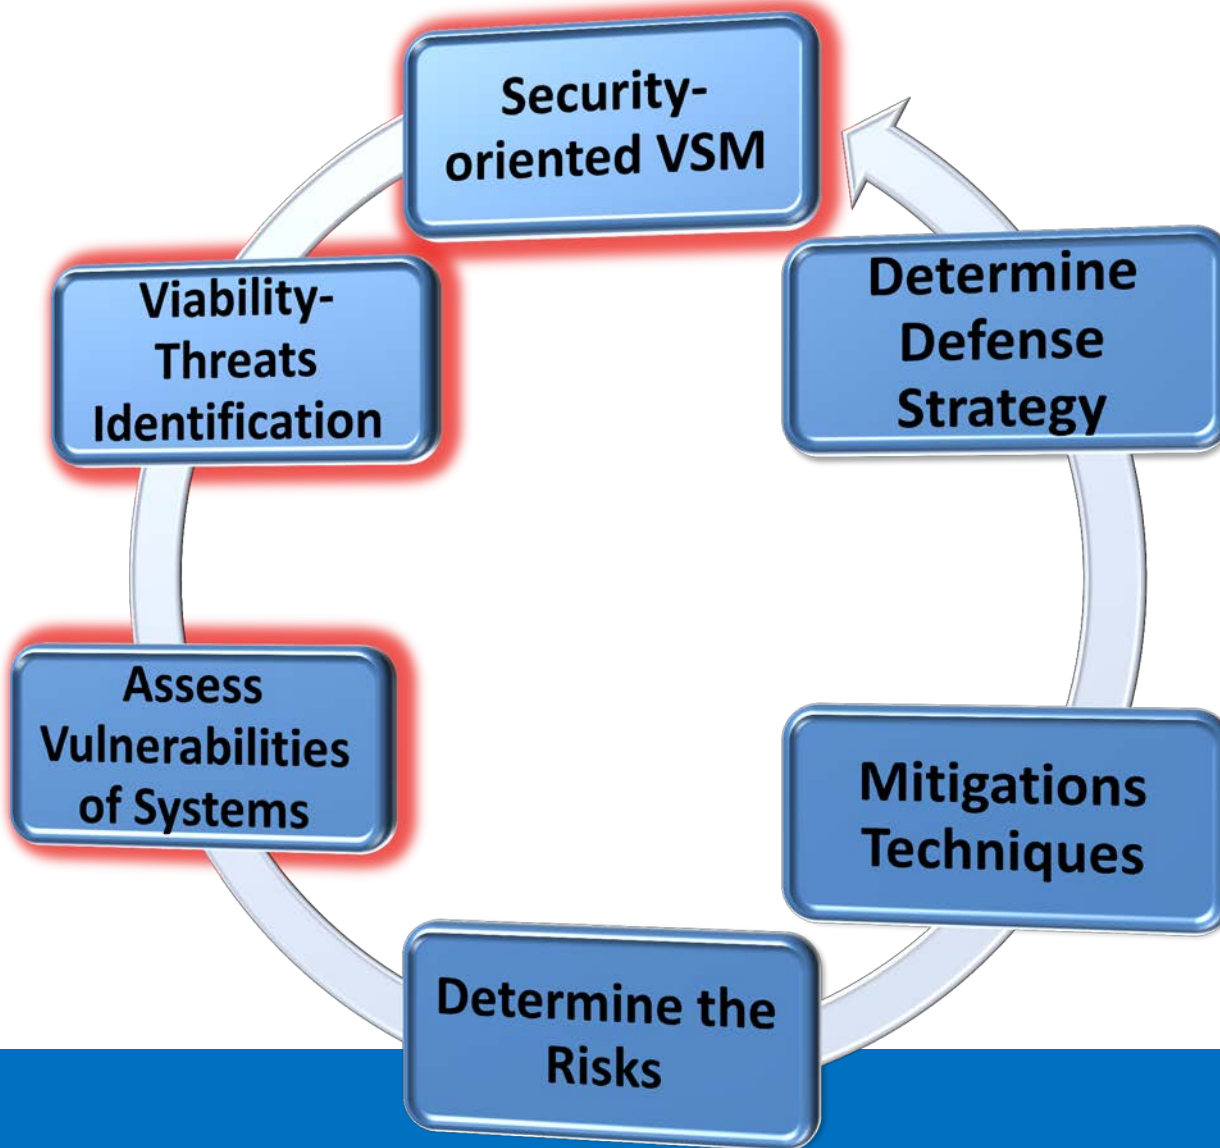 Security-
oriented VSM
Viability-
Threats
Identification
Assess
Vulnerabilities
of Systems
Determine the
Risks
Mitigations
Techniques
Determine
Defense
Strategy